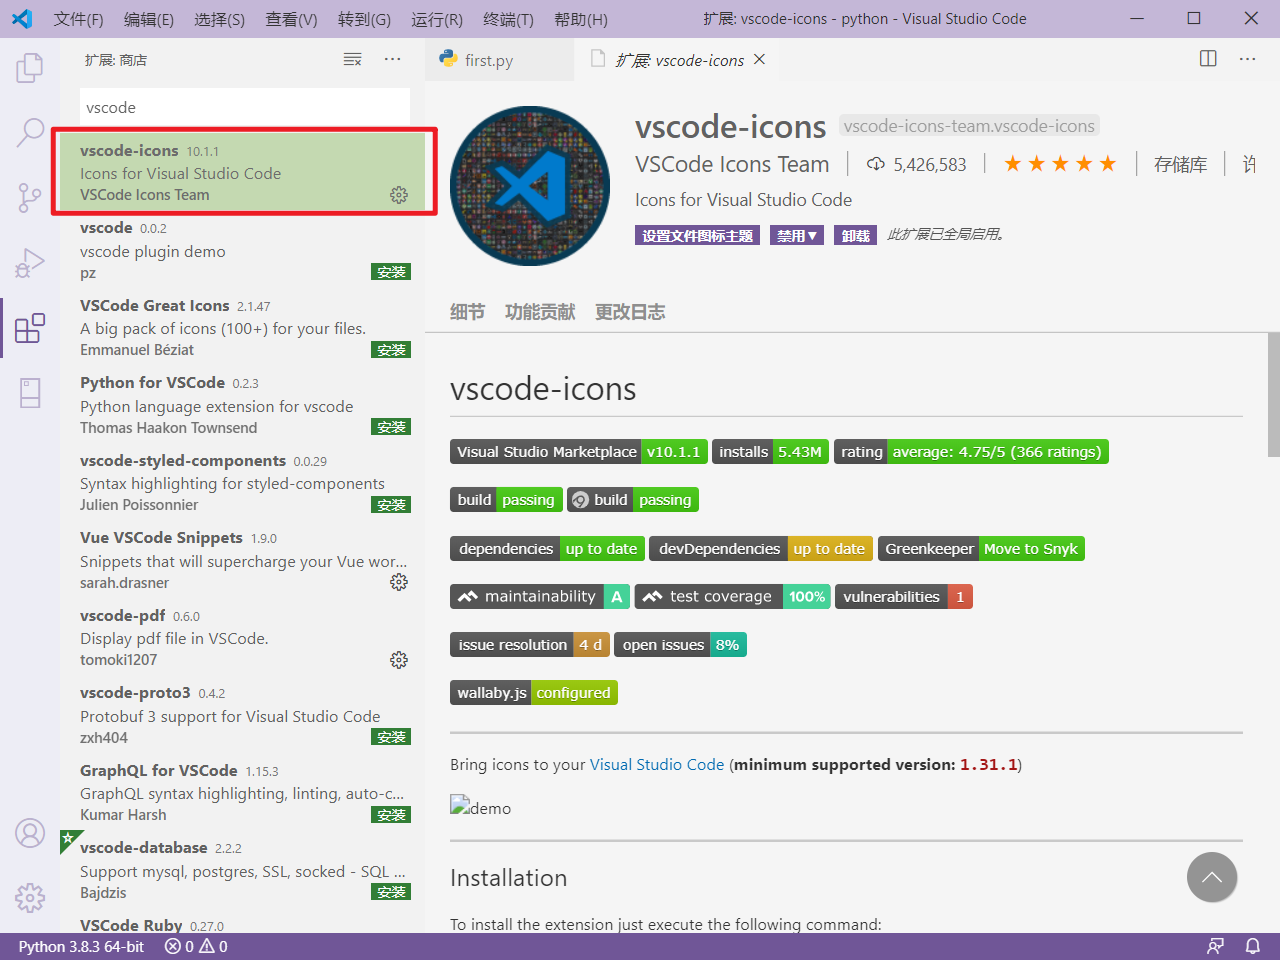 文件(F) 编辑(E) 选择(S) 查看(V) 转到(G) 运行(R) 终端(T) 帮助(H) 扩展: vscode-icons - python - Visual Studio Code
扩展: 商店
first.py
扩展: vscode-icons
vscode
vscode-icons 10.1.1
Icons for Visual Studio Code
VSCode Icons Team
vscode 0.0.2
vscode plugin demo
pz 安装
VSCode Great Icons 2.1.47
A big pack of icons (100+) for your files.
Emmanuel Béziat 安装
Python for VSCode 0.2.3
Python language extension for vscode
Thomas Haakon Townsend 安装
vscode-styled-components 0.0.29
Syntax highlighting for styled-components
Julien Poissonnier 安装
Vue VSCode Snippets 1.9.0
Snippets that will supercharge your Vue wor...
sarah.drasner
vscode-pdf 0.6.0
Display pdf file in VSCode.
tomoki1207
vscode-proto3 0.4.2
Protobuf 3 support for Visual Studio Code
zxh404 安装
GraphQL for VSCode 1.15.3
GraphQL syntax highlighting, linting, auto-c...
Kumar Harsh 安装
vscode-database 2.2.2
Support mysql, postgres, SSL, socked - SQL ...
Bajdzis 安装
VSCode Ruby 0.27.0
vscode-icons vscode-icons-team.vscode-icons
VSCode Icons Team 5,426,583 ★★★★★ 存储库 许
Icons for Visual Studio Code
设置文件图标主题 禁用▼ 卸载 此扩展已全局启用。
细节 功能贡献 更改日志
vscode-icons
Visual Studio Marketplace v10.1.1 installs 5.43M rating average: 4.75/5 (366 ratings)
build passing build passing
dependencies up to date devDependencies up to date Greenkeeper Move to Snyk
maintainability A test coverage 100% vulnerabilities 1
issue resolution 4 d open issues 8%
wallaby.js configured
Bring icons to your Visual Studio Code (minimum supported version: 1.31.1)
demo
Installation
To install the extension just execute the following command:
Python 3.8.3 64-bit 0 0